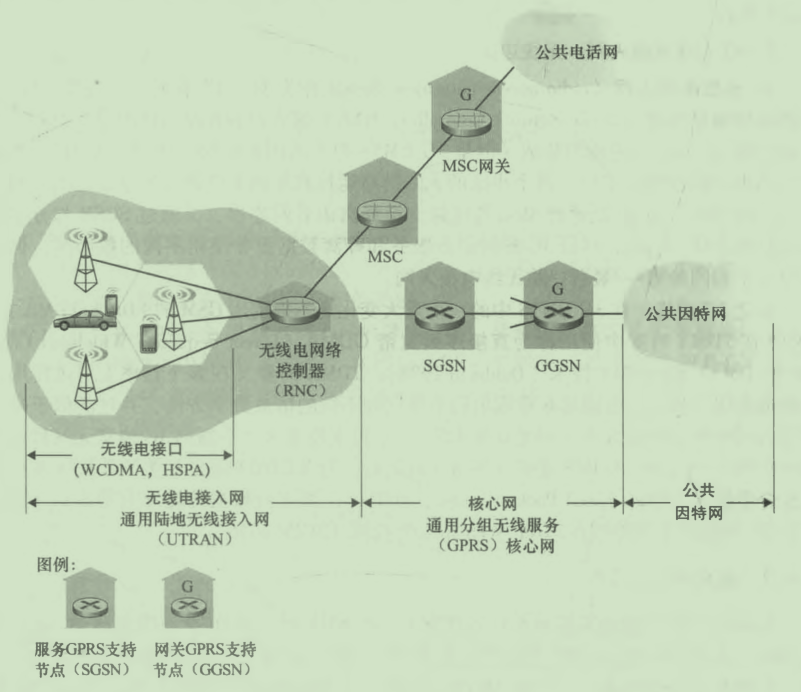 公共电话网
G
MSC网关
MSC
G
公共因特网
SGSN
GGSN
无线电网络
控制器
（RNC）
无线电接口
(WCDMA，HSPA)
无线电接入网
通用陆地无线接入网
（UTRAN）
核心网
通用分组无线服务
（GPRS）核心网
公共
因特网
图例：
G
服务GPRS支持
节点（SGSN）
网关GPRS支持
节点（GGSN）